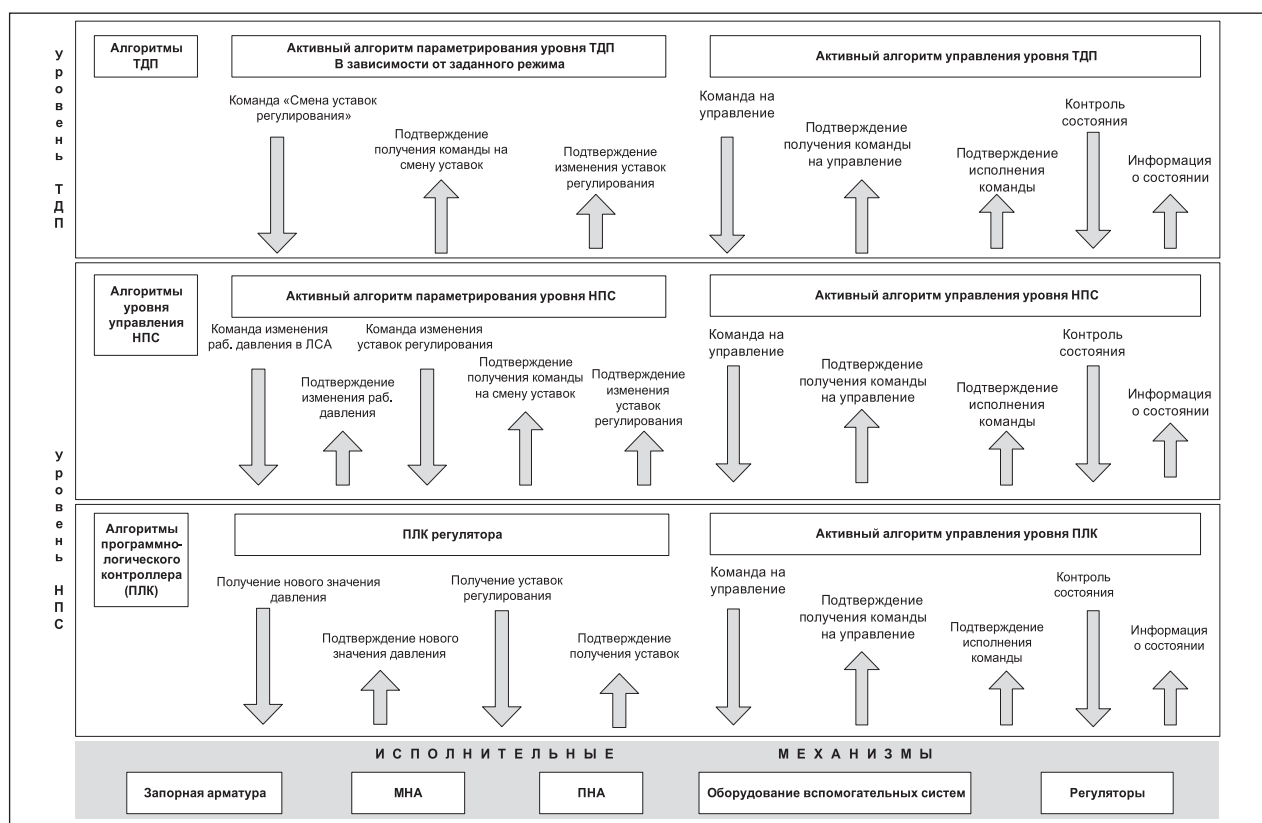 Уровень ТДП
Алгоритмы
ТДП
Активный алгоритм параметрирования уровня ТДП
В зависимости от заданного режима
Активный алгоритм управления уровня ТДП
Команда «Смена уставок
регулирования»
Подтверждение
получения команды на
смену уставок
Подтверждение
изменения уставок
регулирования
Команда на
управление
Подтверждение
получения команды
на управление
Подтверждение
исполнения
команды
Контроль
состояния
Информация
о состоянии
Уровень НПС
Алгоритмы
уровня
управления
НПС
Активный алгоритм параметрирования уровня НПС
Активный алгоритм управления уровня НПС
Команда изменения
раб. давления в ЛСА
Подтверждение
изменения раб.
давления
Команда изменения
уставок регулирования
Подтверждение
получения команды
на смену уставок
Подтверждение
изменения
уставок
регулирования
Команда на
управление
Подтверждение
получения команды
на управление
Подтверждение
исполнения
команды
Контроль
состояния
Информация
о состоянии
Алгоритмы
программно-
логического
контроллера
(ПЛК)
ПЛК регулятора
Активный алгоритм управления уровня ПЛК
Получение нового значения
давления
Подтверждение нового
значения давления
Получение уставок
регулирования
Подтверждение
получения уставок
Команда на
управление
Подтверждение
получения команды
на управление
Подтверждение
исполнения
команды
Контроль
состояния
Информация
о состоянии
ИСПОЛНИТЕЛЬНЫЕ МЕХАНИЗМЫ
Запорная арматура
МНА
ПНА
Оборудование вспомогательных систем
Регуляторы